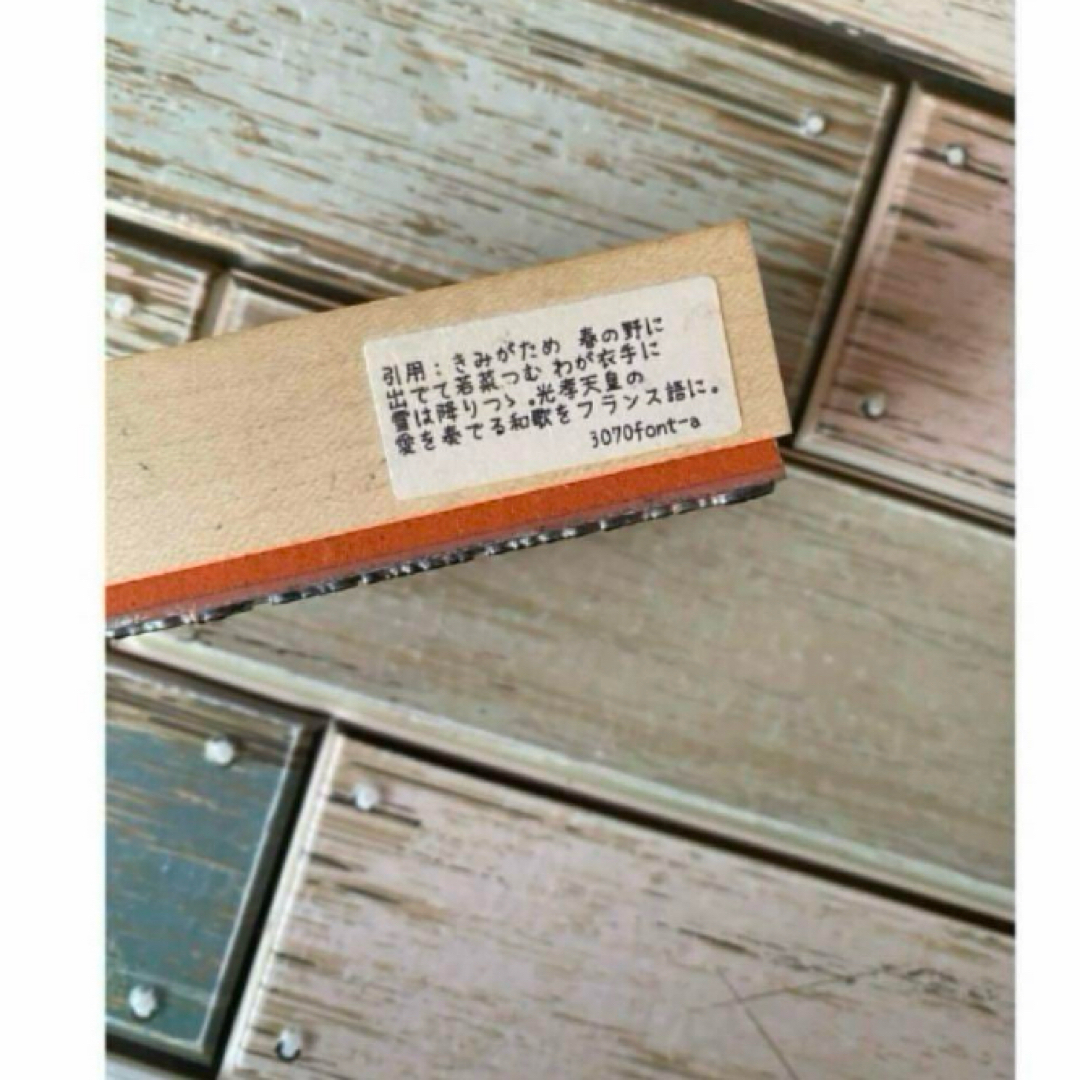 引用：きみがため 春の野に
出でて若菜つむ わが衣手に
雪は降りつゝ。光孝天皇の
愛を奏でる和歌をフランス語に。
3070font-a